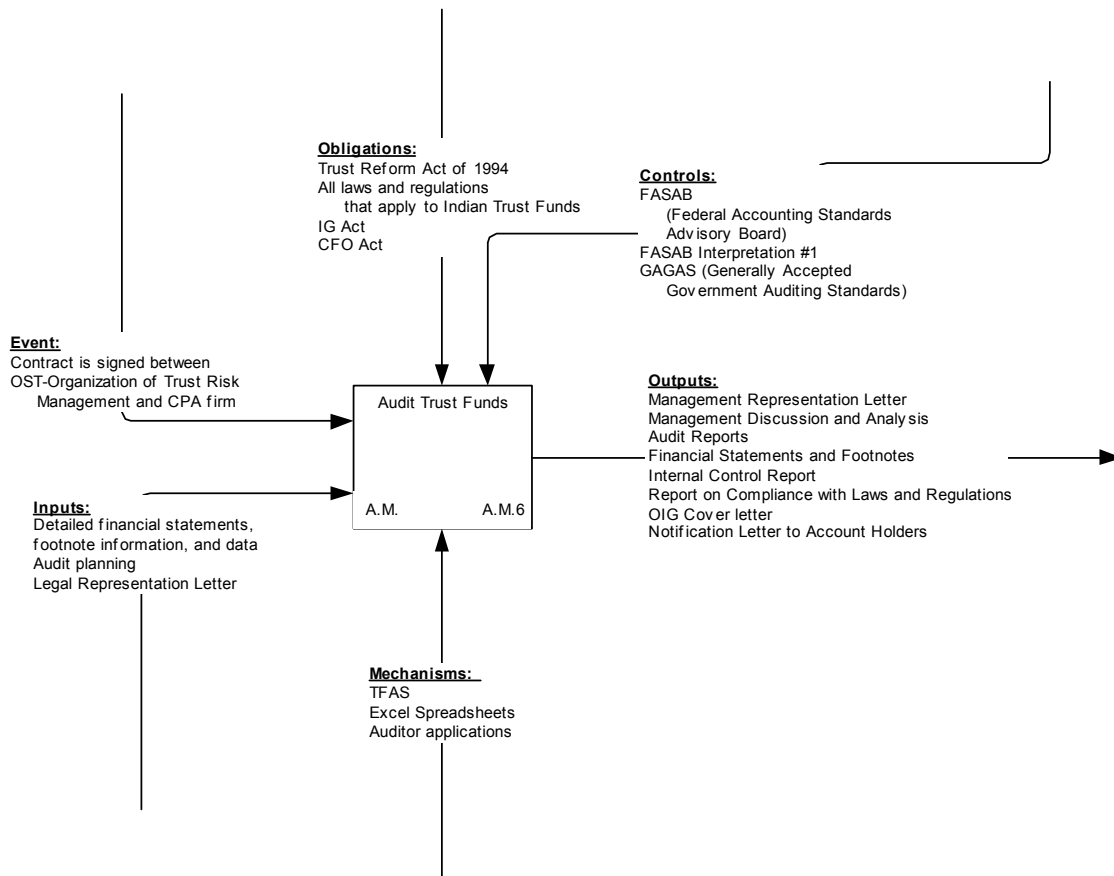 Obligations:
Trust Reform Act of 1994
All laws and regulations
that apply to Indian Trust Funds
IG Act
CFO Act
Controls:
FASAB
(Federal Accounting Standards
Advisory Board)
FASAB Interpretation #1
GAGAS (Generally Accepted
Government Auditing Standards)
Event:
Contract is signed between
OST-Organization of Trust Risk
Management and CPA firm
Audit Trust Funds
A.M.
A.M.6
Outputs:
Management Representation Letter
Management Discussion and Analysis
Audit Reports
Financial Statements and Footnotes
Internal Control Report
Report on Compliance with Laws and Regulations
OIG Cover letter
Notification Letter to Account Holders
Inputs:
Detailed financial statements,
footnote information, and data
Audit planning
Legal Representation Letter
Mechanisms:
TFAS
Excel Spreadsheets
Auditor applications